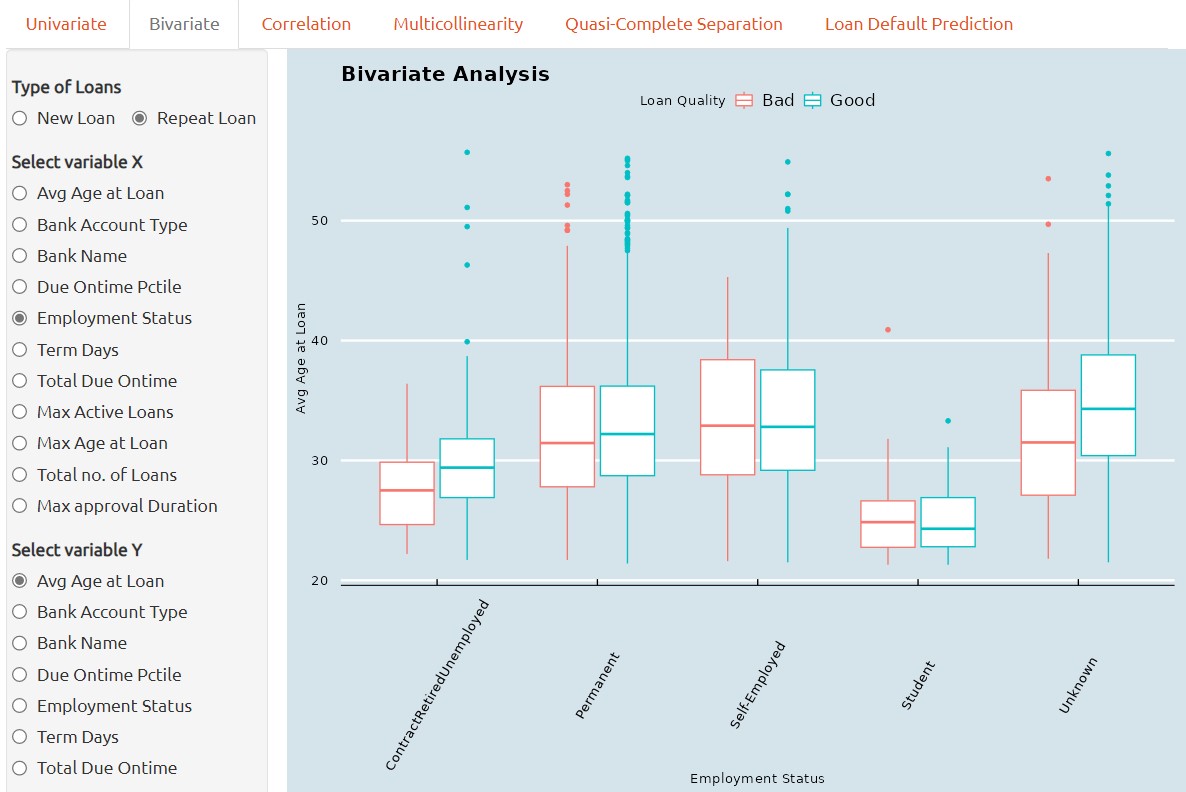 Univariate Bivariate Correlation Multicollinearity Quasi-Complete Separation Loan Default Prediction
Type of Loans
New Loan Repeat Loan
Select variable X
Avg Age at Loan
Bank Account Type
Bank Name
Due Ontime Pctile
Employment Status
Term Days
Total Due Ontime
Max Active Loans
Max Age at Loan
Total no. of Loans
Max approval Duration
Select variable Y
Avg Age at Loan
Bank Account Type
Bank Name
Due Ontime Pctile
Employment Status
Term Days
Total Due Ontime
Bivariate Analysis
Loan Quality Bad Good
Avg Age at Loan
50
40
30
20
ContractRetiredUnemployed
Permanent
Self-Employed
Student
Unknown
Employment Status